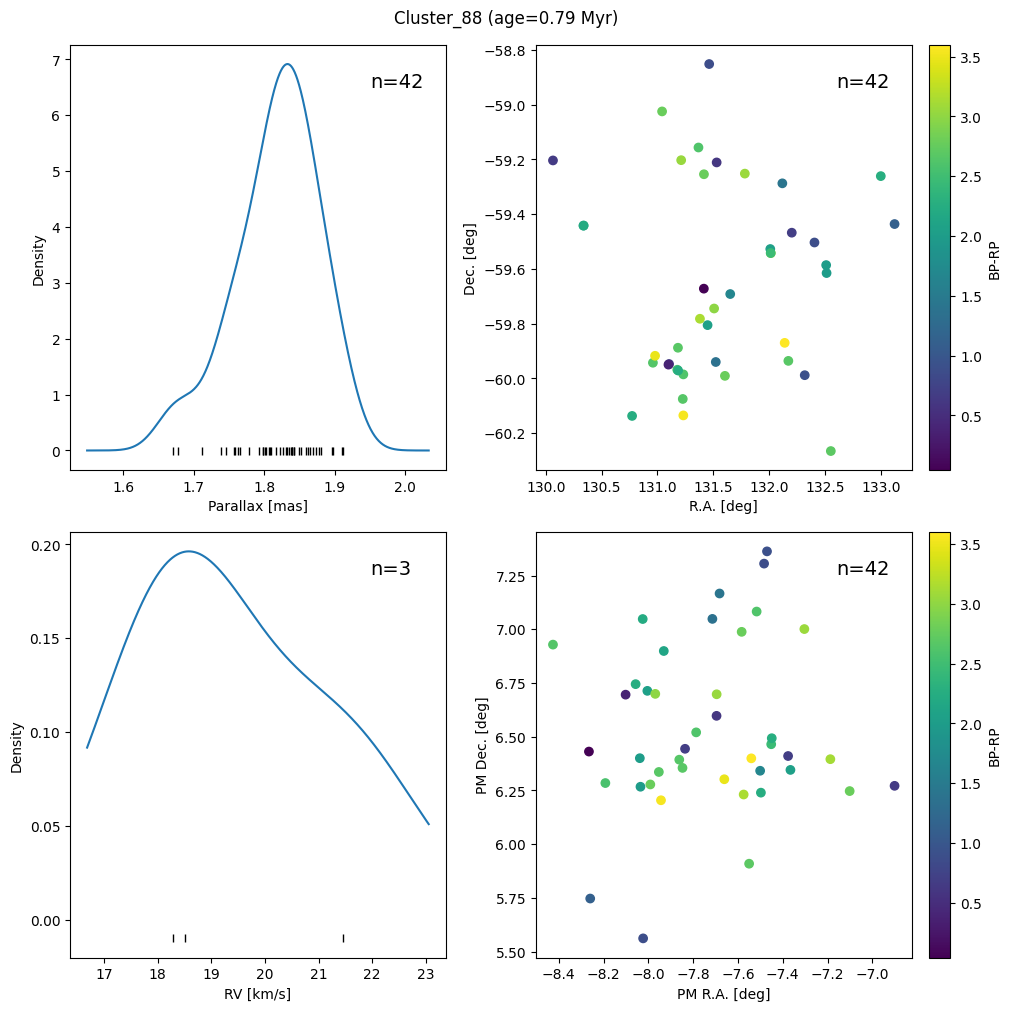 Cluster_88 (age=0.79 Myr)
7
6
5
4
3
2
1
0
Density
n=42
1.6 1.7 1.8 1.9 2.0
Parallax [mas]
−58.8
−59.0
−59.2
−59.4
−59.6
−59.8
−60.0
−60.2
Dec. [deg]
n=42
130.0 130.5 131.0 131.5 132.0 132.5 133.0
R.A. [deg]
3.5
3.0
2.5
2.0
1.5
1.0
0.5
BP-RP
0.20
0.15
0.10
0.05
0.00
Density
n=3
17 18 19 20 21 22 23
RV [km/s]
7.25
7.00
6.75
6.50
6.25
6.00
5.75
5.50
PM Dec. [deg]
n=42
−8.4 −8.2 −8.0 −7.8 −7.6 −7.4 −7.2 −7.0
PM R.A. [deg]
3.5
3.0
2.5
2.0
1.5
1.0
0.5
BP-RP